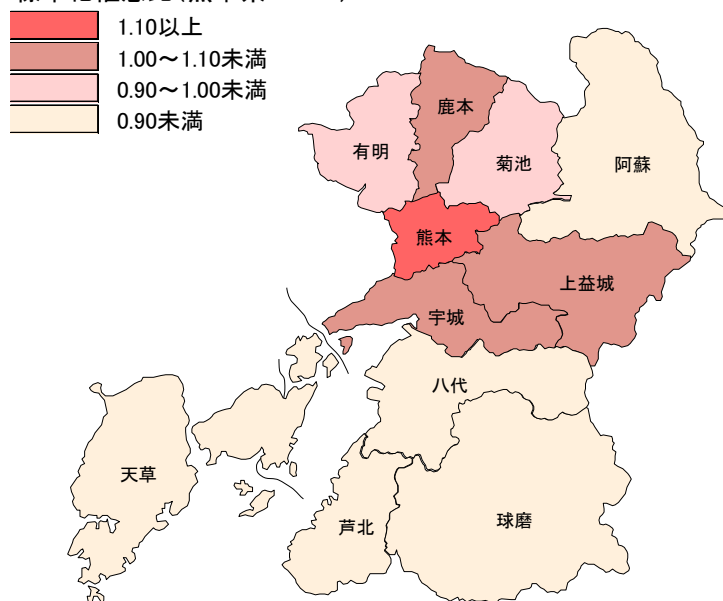 1.10以上
1.00～1.10未満
0.90～1.00未満
0.90未満
鹿本
有明
菊池
阿蘇
熊本
上益城
宇城
八代
天草
芦北
球磨